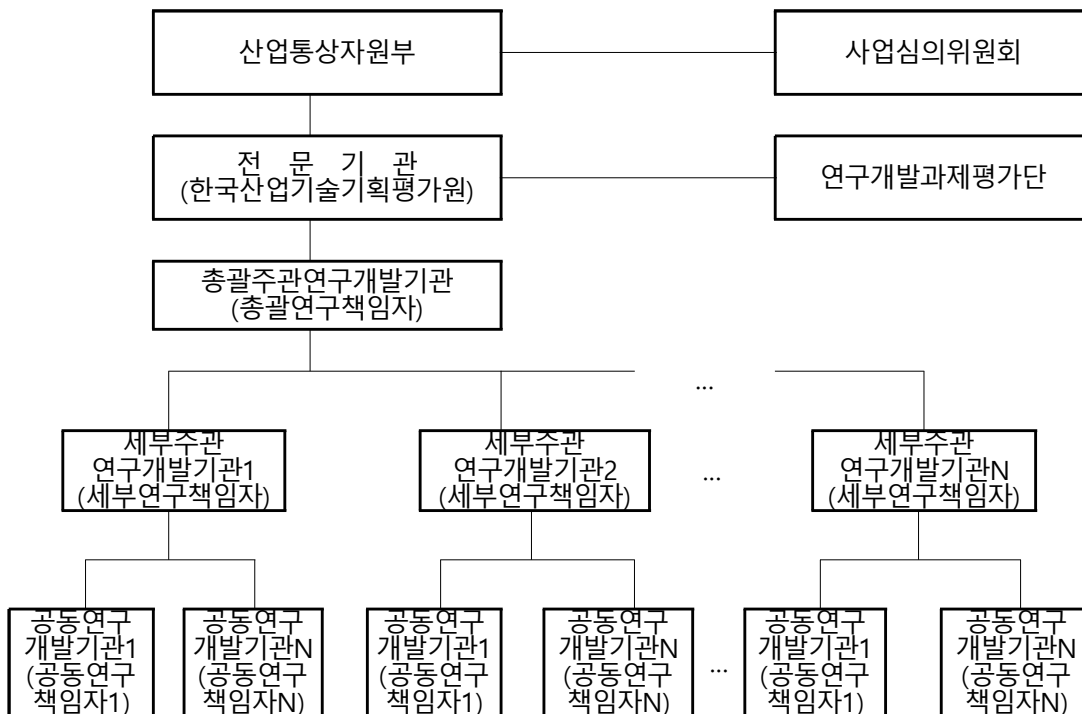 산업통상자원부
사업심의위원회
전 문 기 관
(한국산업기술기획평가원)
연구개발과제평가단
총괄주관연구개발기관
(총괄연구책임자)
...
세부주관
연구개발기관1
(세부연구책임자)
세부주관
연구개발기관2
(세부연구책임자)
...
세부주관
연구개발기관N
(세부연구책임자)
공동연구
개발기관1
(공동연구
책임자1)
공동연구
개발기관N
(공동연구
책임자N)
공동연구
개발기관1
(공동연구
책임자1)
공동연구
개발기관N
(공동연구
책임자N)
...
공동연구
개발기관1
(공동연구
책임자1)
공동연구
개발기관N
(공동연구
책임자N)